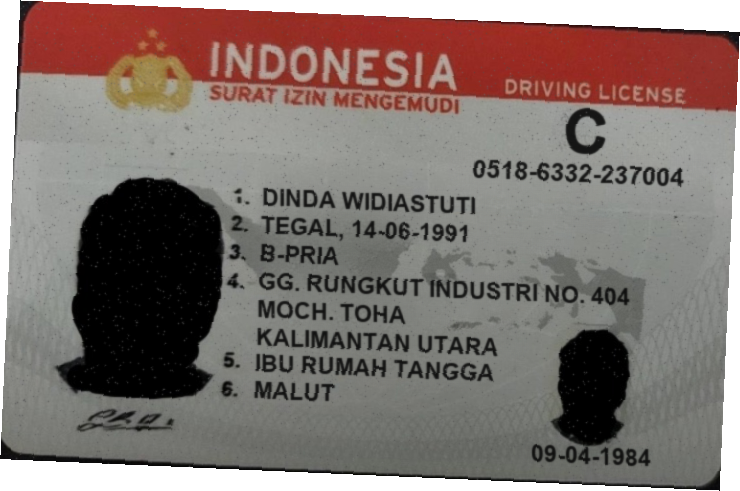 INDONESIA
SURAT IZIN MENGEMUDI
DRIVING LICENSE
C
0518-6332-237004
1. DINDA WIDIASTUTI
2. TEGAL, 14-06-1991
3. B-PRIA
4. GG. RUNGKUT INDUSTRI NO. 404
MOCH. TOHA
KALIMANTAN UTARA
5. IBU RUMAH TANGGA
6. MALUT
09-04-1984